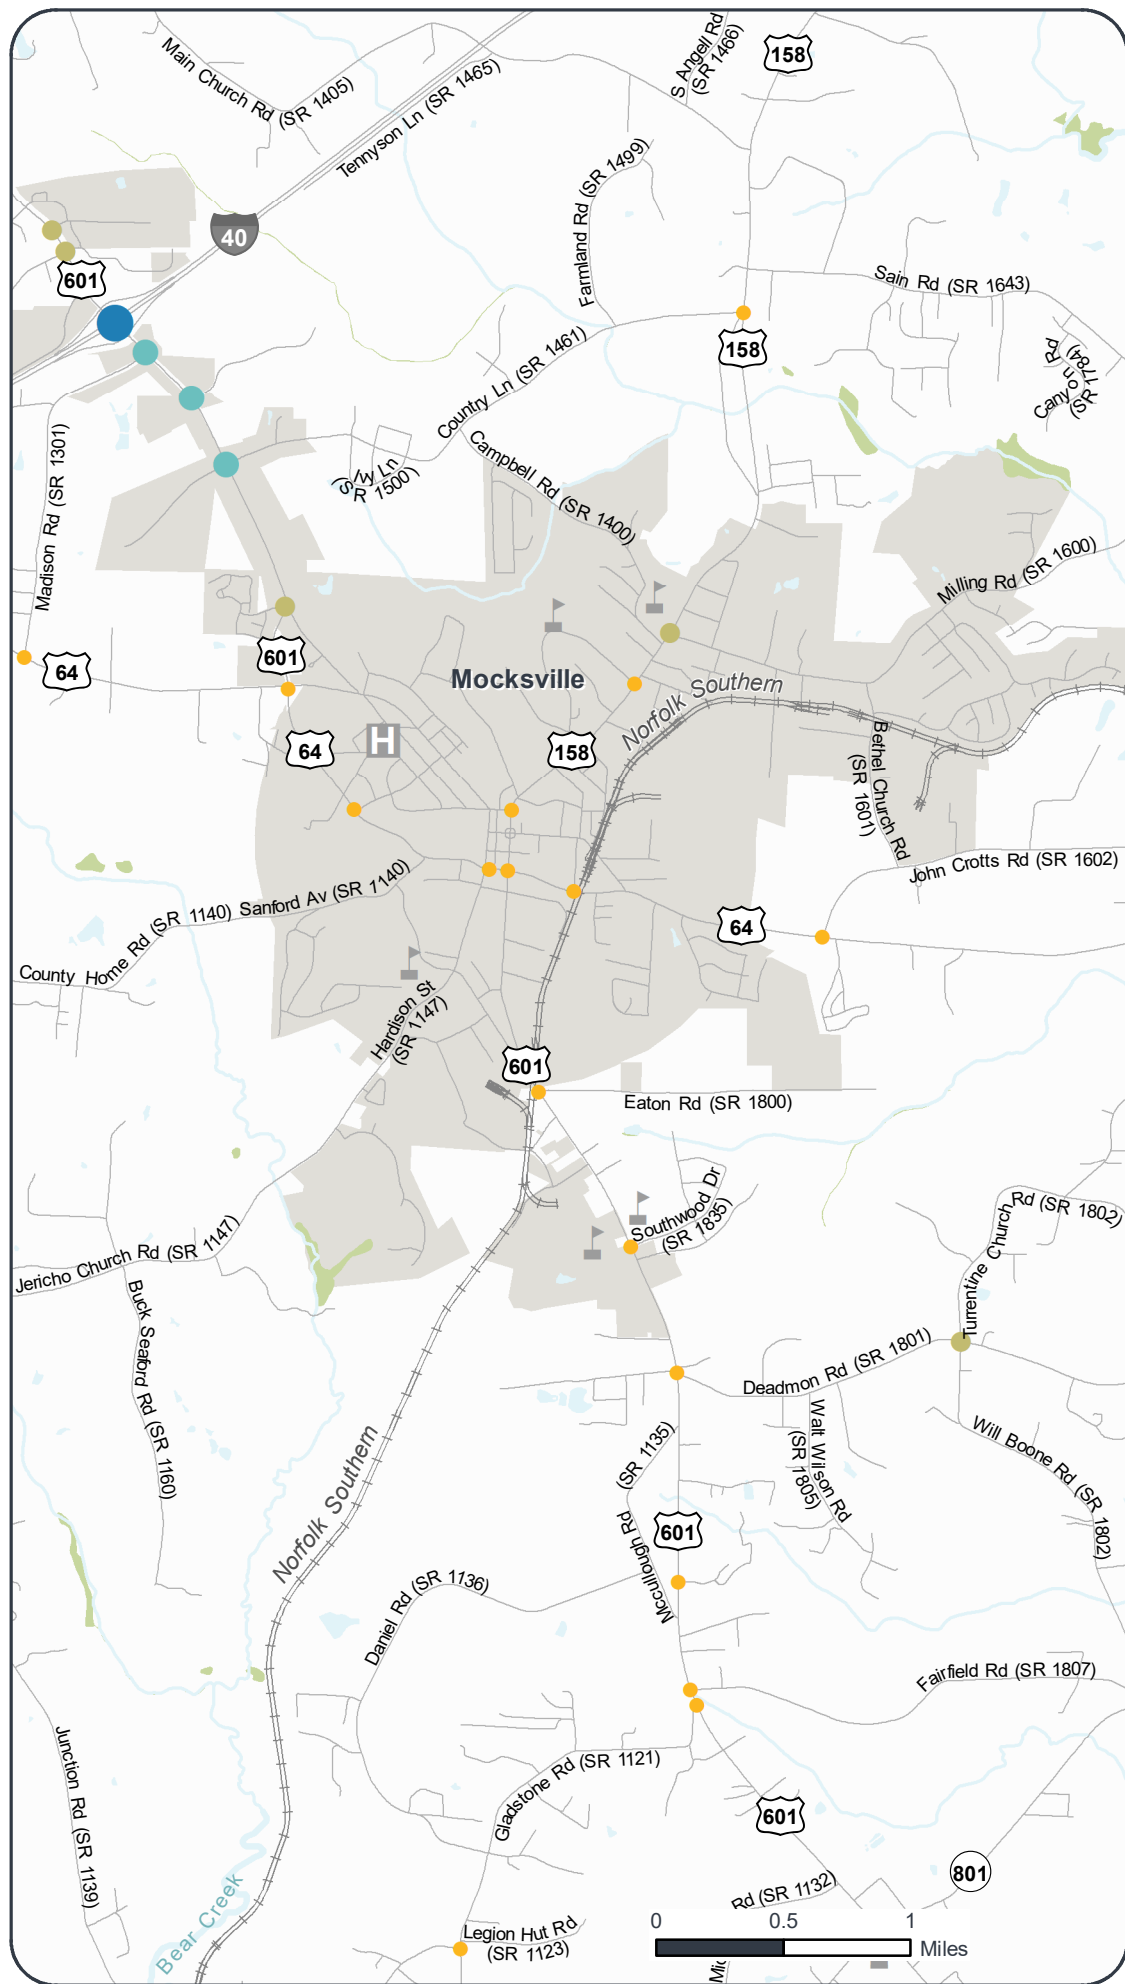 Main Church Rd (SR 1405)
Tennyson Ln (SR 1465)
S Angell Rd
(SR 1466)
158
Farmland Rd (SR 1499)
40
601
Sain Rd (SR 1643)
158
Canyon Rd
(SR 1784)
Country Ln (SR 1461)
Campbell Rd (SR 1400)
Ivy Ln
(SR 1500)
Madison Rd (SR 1301)
Milling Rd (SR 1600)
601
64
Mocksville
Norfolk Southern
64
H
158
Bethel Church Rd
(SR 1601)
John Crotts Rd (SR 1602)
Sanford Av (SR 1140)
County Home Rd (SR 1140)
64
Hardison St
(SR 1147)
601
Eaton Rd (SR 1800)
Southwood Dr
(SR 1835)
Turrentine Church Rd (SR 1802)
Jericho Church Rd (SR 1147)
Buck Seaford Rd (SR 1160)
Deadmon Rd (SR 1801)
Walt Wilson Rd
(SR 1805)
Will Boone Rd (SR 1802)
Mccullough Rd (SR 1135)
601
Norfolk Southern
Daniel Rd (SR 1136)
Fairfield Rd (SR 1807)
Junction Rd (SR 1139)
Gladstone Rd (SR 1121)
601
801
Rd (SR 1132)
Bear Creek
Legion Hut Rd
(SR 1123)
0 0.5 1
Miles